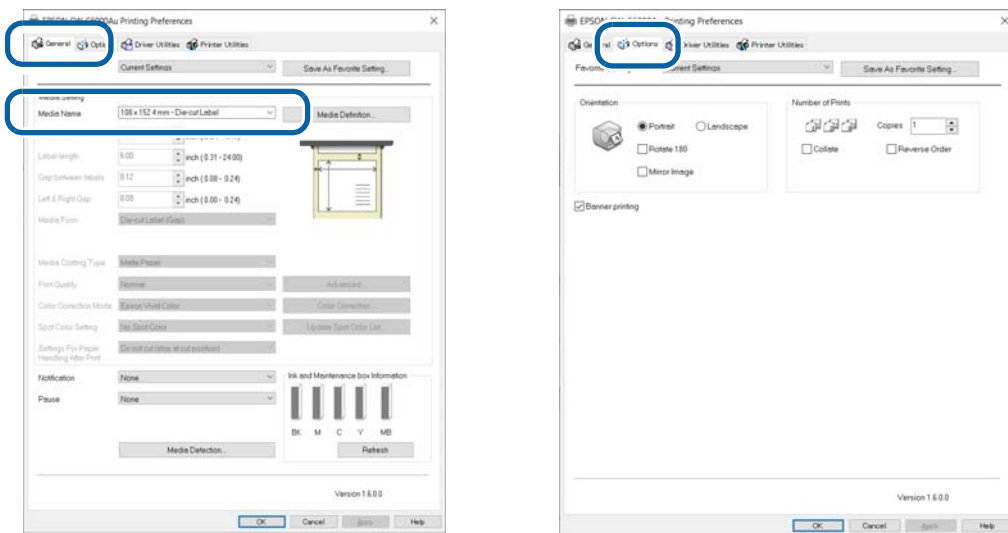 EPSON CW-C6000Au Printing Preferences
General
Driver Utilities
Printer Utilities
Current Settings
Save As Favorite Setting...
Media Setting
Media Name
108 x 152.4 mm - Die-cut Label
Media Definition...
Label length
6.00
inch ( 0.31 - 24.00)
Gap between labels
0.12
inch ( 0.08 - 0.24)
Left & Right Gap
inch ( 0.00 - 0.24)
Media Form
Die-cut Label (Gap)
Media Coating Type
Matte Paper
Print Quality
Normal
Advanced...
Color Correction Mode
Epson Vivid Color
Color Correction...
Spot Color Setting
No Spot Color
Update Spot Color List...
Settings For Paper
Handling After Print
Do not cut (stop at cut position)
Notification
None
Pause
None
Ink and Maintenance box Information
BK M C Y MB
Media Detection...
Refresh
Version 1.6.0.0
OK
Cancel
Apply
Help
Printing Preferences
Options
Driver Utilities
Printer Utilities
Current Settings
Save As Favorite Setting...
Orientation
Portrait
Landscape
Rotate 180
Mirror Image
Number of Prints
Copies
1
Collate
Reverse Order
Banner printing
Version 1.6.0.0
OK
Cancel
Apply
Help